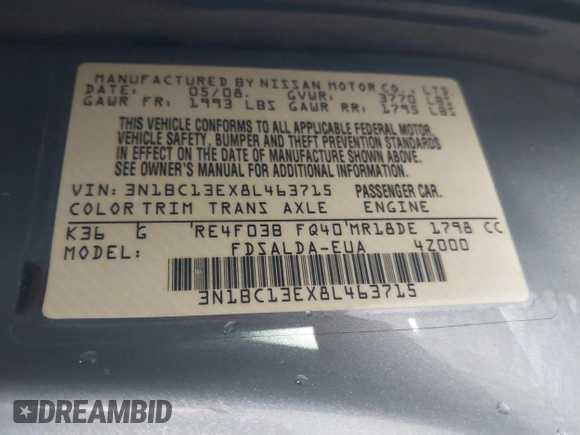 MANUFACTURED BY NISSAN MOTOR CO., LTD.
DATE: 05/08. GVWR: 3770 LBS
GAWR FR: 1993 LBS GAWR RR: 1795 LBS
THIS VEHICLE CONFORMS TO ALL APPLICABLE FEDERAL MOTOR
VEHICLE SAFETY, BUMPER AND THEFT PREVENTION STANDARDS
IN EFFECT ON THE DATE OF MANUFACTURE SHOWN ABOVE.
SEE OWNER'S MANUAL FOR ADDITIONAL INFORMATION.
VIN: 3N1BC13EX8L463715 PASSENGER CAR.
COLOR TRIM TRANS AXLE ENGINE
K36 G RE4F03B FQ40 MR18DE 1798 CC
MODEL: FDSALDA-EUA 4Z000
3N1BC13EX8L463715
DREAMBID